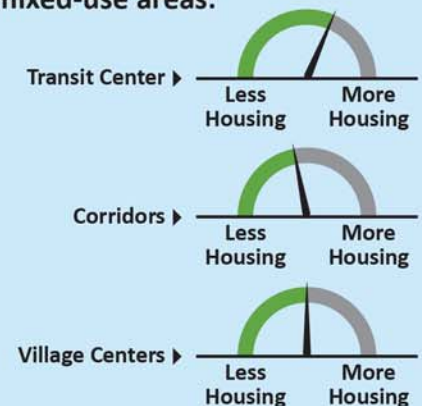 mixed-use areas:
Transit Center
Less Housing
More Housing
Corridors
Less Housing
More Housing
Village Centers
Less Housing
More Housing